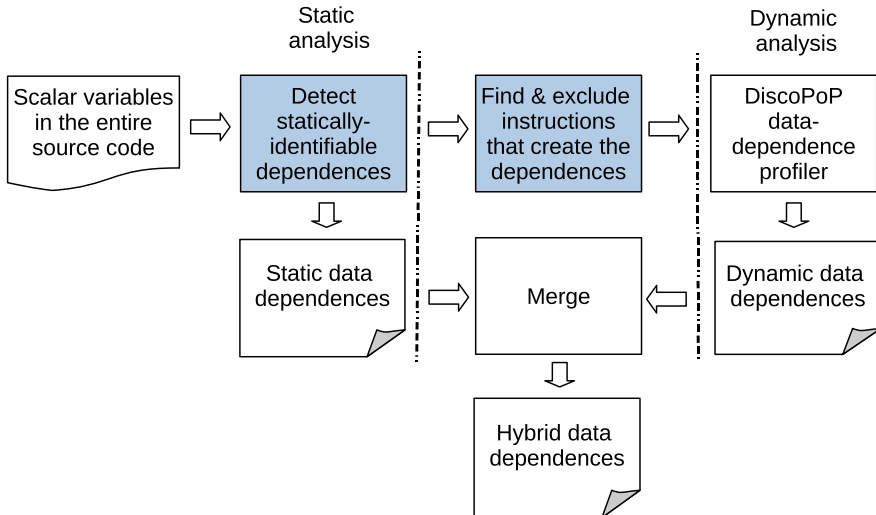 Static
analysis
Dynamic
analysis
Scalar variables
in the entire
source code
Detect
statically-
identifiable
dependences
Find & exclude
instructions
that create the
dependences
DiscoPoP
data-
dependence
profiler
Static data
dependences
Merge
Dynamic data
dependences
Hybrid data
dependences